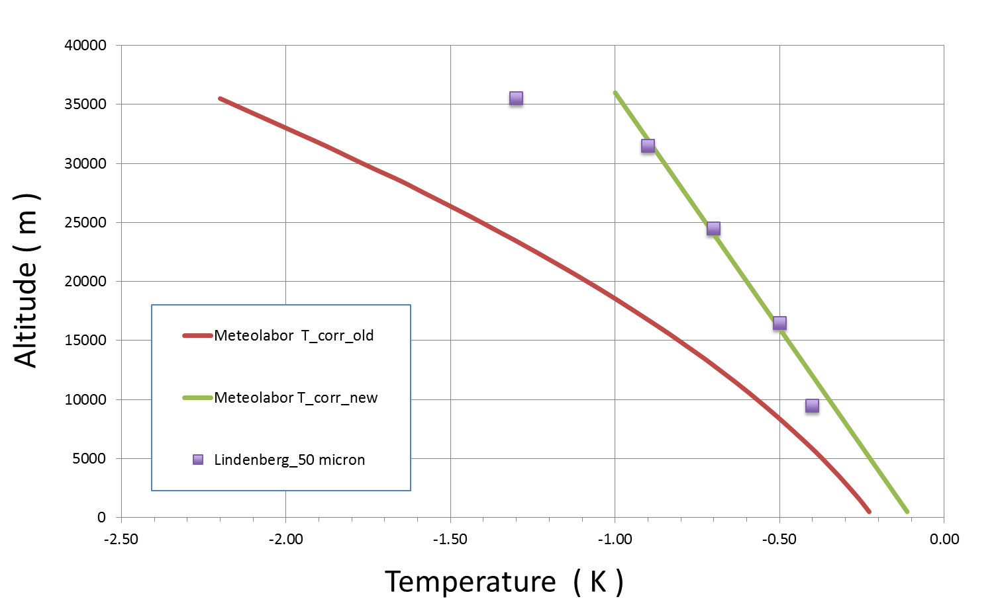 40000
35000
30000
25000
20000
15000
10000
5000
0
Altitude ( m )
Meteolabor T_corr_old
Meteolabor T_corr_new
Lindenberg_50 micron
-2.50 -2.00 -1.50 -1.00 -0.50 0.00
Temperature ( K )